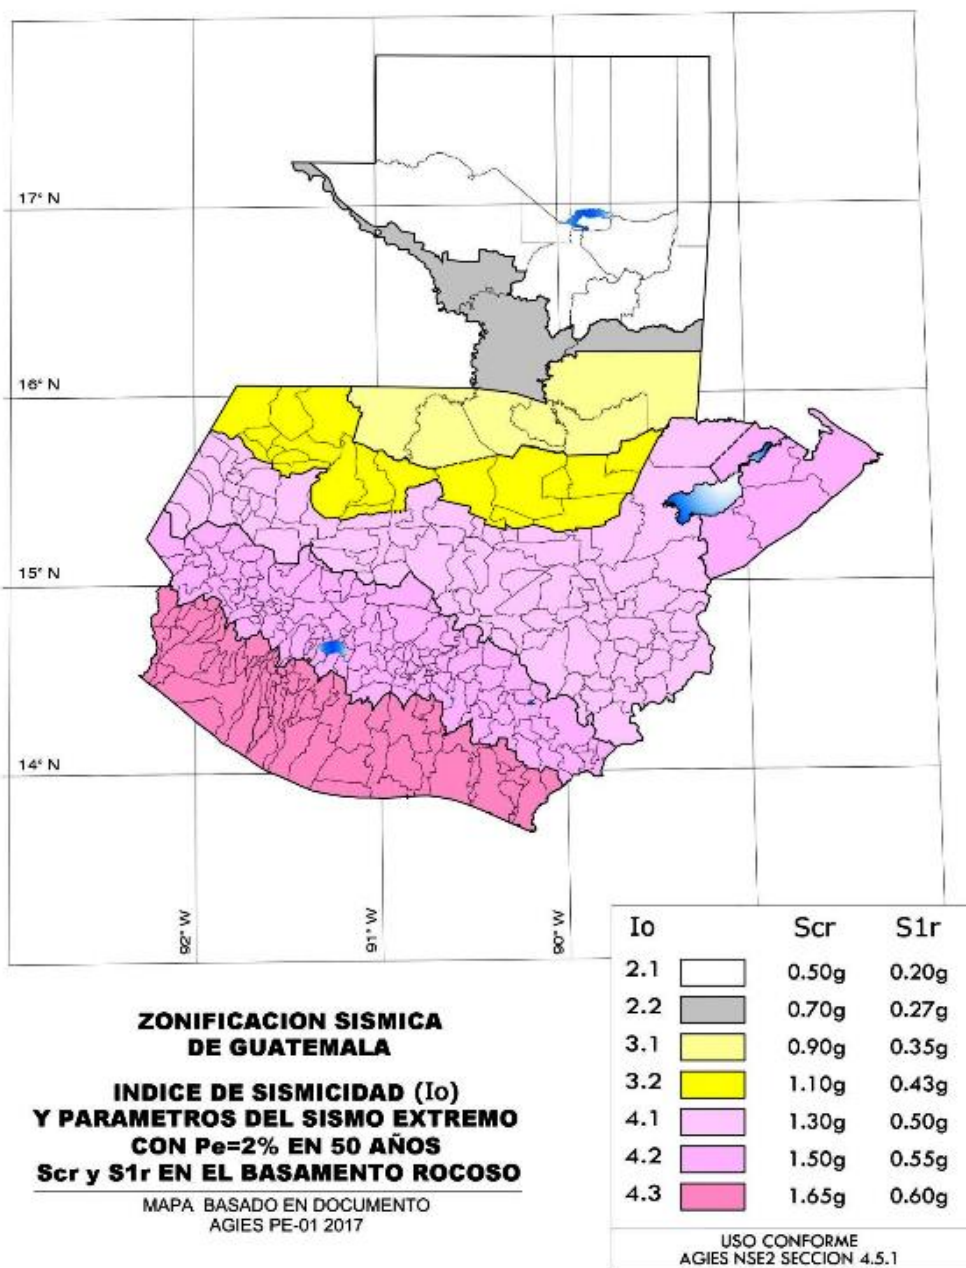 17° N
16° N
15° N
14° N
92° W
91° W
90° W
Io Scr S1r
2.1 0.50g 0.20g
2.2 0.70g 0.27g
3.1 0.90g 0.35g
3.2 1.10g 0.43g
4.1 1.30g 0.50g
4.2 1.50g 0.55g
4.3 1.65g 0.60g
USO CONFORME
AGIES NSE2 SECCION 4.5.1
ZONIFICACION SISMICA
DE GUATEMALA
INDICE DE SISMICIDAD (Io)
Y PARAMETROS DEL SISMO EXTREMO
CON Pe=2% EN 50 AÑOS
Scr y S1r EN EL BASAMENTO ROCOSO
MAPA BASADO EN DOCUMENTO
AGIES PE-01 2017